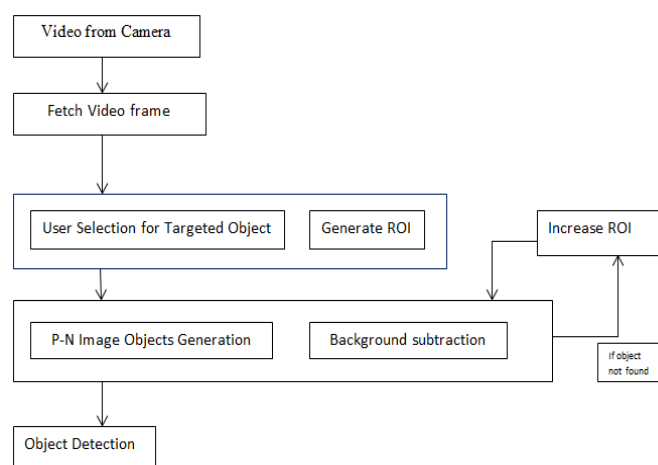 Video from Camera
Fetch Video frame
User Selection for Targeted Object
Generate ROI
Increase ROI
P-N Image Objects Generation
Background subtraction
If object
not found
Object Detection